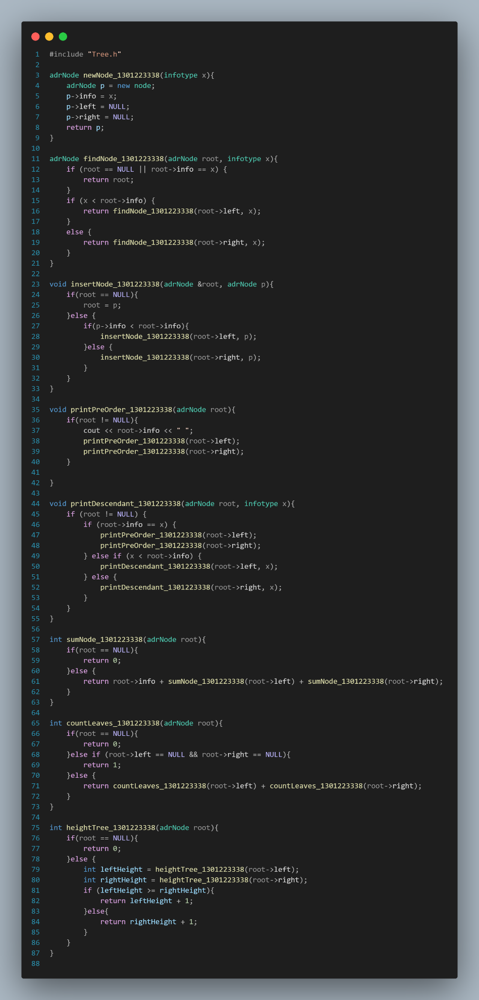 1 #include "Tree.h"
2
3 adrNode newNode_1301223338(infotype x){
4     adrNode p = new node;
5     p->info = x;
6     p->left = NULL;
7     p->right = NULL;
8     return p;
9 }
10
11 adrNode findNode_1301223338(adrNode root, infotype x){
12     if (root == NULL || root->info == x) {
13         return root;
14     }
15     if (x < root->info) {
16         return findNode_1301223338(root->left, x);
17     }
18     else {
19         return findNode_1301223338(root->right, x);
20     }
21 }
22
23 void insertNode_1301223338(adrNode &root, adrNode p){
24     if(root == NULL){
25         root = p;
26     }else {
27         if(p->info < root->info){
28             insertNode_1301223338(root->left, p);
29         }else {
30             insertNode_1301223338(root->right, p);
31         }
32     }
33 }
34
35 void printPreOrder_1301223338(adrNode root){
36     if(root != NULL){
37         cout << root->info << " ";
38         printPreOrder_1301223338(root->left);
39         printPreOrder_1301223338(root->right);
40     }
41
42 }
43
44 void printDescendant_1301223338(adrNode root, infotype x){
45     if (root != NULL) {
46         if (root->info == x) {
47             printPreOrder_1301223338(root->left);
48             printPreOrder_1301223338(root->right);
49         } else if (x < root->info) {
50             printDescendant_1301223338(root->left, x);
51         } else {
52             printDescendant_1301223338(root->right, x);
53         }
54     }
55 }
56
57 int sumNode_1301223338(adrNode root){
58     if(root == NULL){
59         return 0;
60     }else {
61         return root->info + sumNode_1301223338(root->left) + sumNode_1301223338(root->right);
62     }
63 }
64
65 int countLeaves_1301223338(adrNode root){
66     if(root == NULL){
67         return 0;
68     }else if (root->left == NULL && root->right == NULL){
69         return 1;
70     }else {
71         return countLeaves_1301223338(root->left) + countLeaves_1301223338(root->right);
72     }
73 }
74
75 int heightTree_1301223338(adrNode root){
76     if(root == NULL){
77         return 0;
78     }else {
79         int leftHeight = heightTree_1301223338(root->left);
80         int rightHeight = heightTree_1301223338(root->right);
81         if (leftHeight >= rightHeight){
82             return leftHeight + 1;
83         }else{
84             return rightHeight + 1;
85         }
86     }
87 }
88